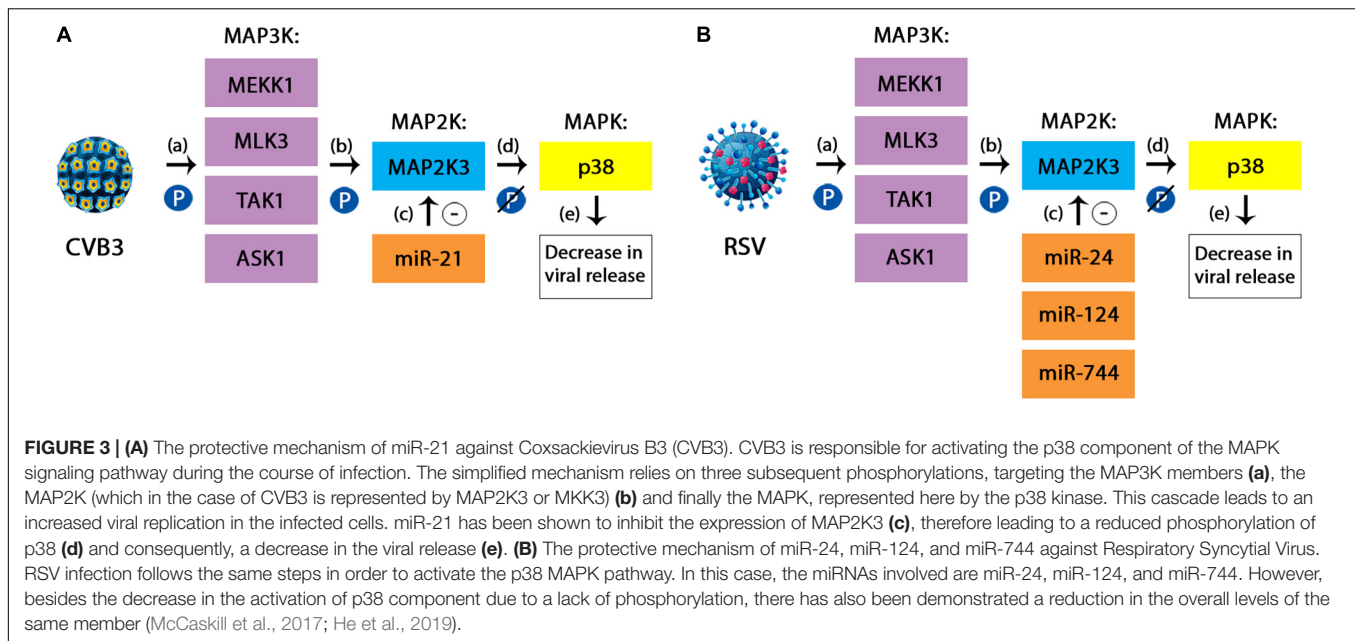 A
MAP3K:
MEKK1
MLK3
TAK1
ASK1
(a)
P
CVB3
(b)
P
MAP2K:
MAP2K3
(c)
-
miR-21
(d)
P
MAPK:
p38
(e)
Decrease in
viral release
B
MAP3K:
MEKK1
MLK3
TAK1
ASK1
(a)
P
RSV
(b)
P
MAP2K:
MAP2K3
(c)
-
miR-24
miR-124
miR-744
(d)
P
MAPK:
p38
(e)
Decrease in
viral release
FIGURE 3 | (A) The protective mechanism of miR-21 against Coxsackievirus B3 (CVB3). CVB3 is responsible for activating the p38 component of the MAPK
signaling pathway during the course of infection. The simplified mechanism relies on three subsequent phosphorylations, targeting the MAP3K members (a), the
MAP2K (which in the case of CVB3 is represented by MAP2K3 or MKK3) (b) and finally the MAPK, represented here by the p38 kinase. This cascade leads to an
increased viral replication in the infected cells. miR-21 has been shown to inhibit the expression of MAP2K3 (c), therefore leading to a reduced phosphorylation of
p38 (d) and consequently, a decrease in the viral release (e). (B) The protective mechanism of miR-24, miR-124, and miR-744 against Respiratory Syncytial Virus.
RSV infection follows the same steps in order to activate the p38 MAPK pathway. In this case, the miRNAs involved are miR-24, miR-124, and miR-744. However,
besides the decrease in the activation of p38 component due to a lack of phosphorylation, there has also been demonstrated a reduction in the overall levels of the
same member (McCaskill et al., 2017; He et al., 2019).